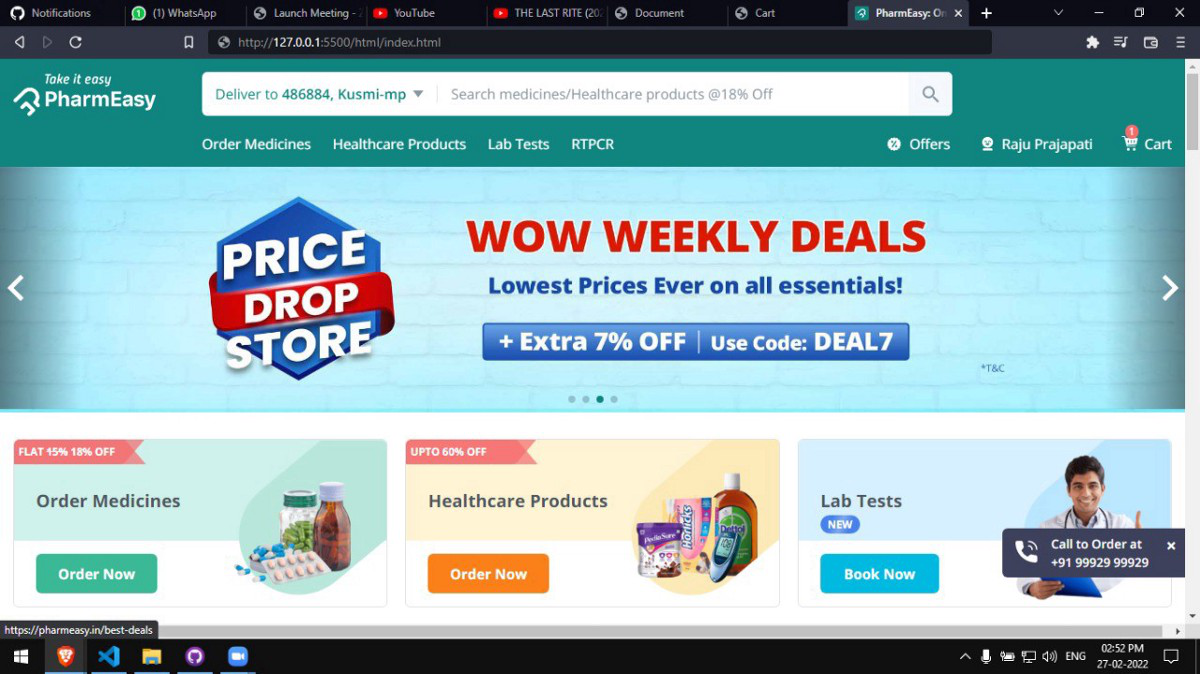 Notifications
(1) WhatsApp
Launch Meeting - Z
YouTube
THE LAST RITE (202
Document
Cart
PharmEasy: On
http://127.0.0.1:5500/html/index.html
Take it easy
PharmEasy
Deliver to 486884, Kusmi-mp
Search medicines/Healthcare products @18% Off
Order Medicines
Healthcare Products
Lab Tests
RTPCR
Offers
Raju Prajapati
1
Cart
PRICE
DROP
STORE
WOW WEEKLY DEALS
Lowest Prices Ever on all essentials!
+ Extra 7% OFF | Use Code: DEAL7
*T&C
FLAT 15% 18% OFF
Order Medicines
Order Now
UPTO 60% OFF
Healthcare Products
PediaSure
Horlicks
Dettol
Order Now
Lab Tests
NEW
Book Now
Call to Order at
+91 99929 99929
https://pharmeasy.in/best-deals
ENG
02:52 PM
27-02-2022